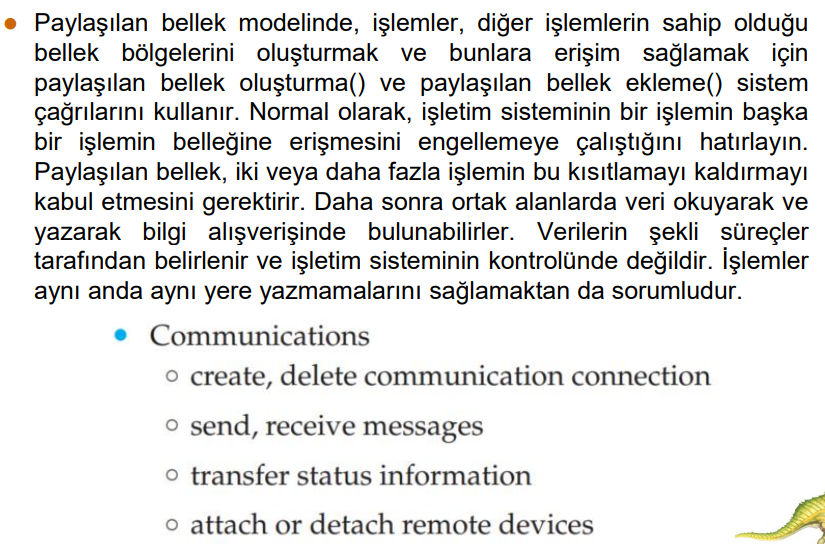 • Paylaşılan bellek modelinde, işlemler, diğer işlemlerin sahip olduğu
bellek bölgelerini oluşturmak ve bunlara erişim sağlamak için
paylaşılan bellek oluşturma() ve paylaşılan bellek ekleme() sistem
çağrılarını kullanır. Normal olarak, işletim sisteminin bir işlemin başka
bir işlemin belleğine erişmesini engellemeye çalıştığını hatırlayın.
Paylaşılan bellek, iki veya daha fazla işlemin bu kısıtlamayı kaldırmayı
kabul etmesini gerektirir. Daha sonra ortak alanlarda veri okuyarak ve
yazarak bilgi alışverişinde bulunabilirler. Verilerin şekli süreçler
tarafından belirlenir ve işletim sisteminin kontrolünde değildir. İşlemler
aynı anda aynı yere yazmamalarını sağlamaktan da sorumludur.
• Communications
○ create, delete communication connection
○ send, receive messages
○ transfer status information
○ attach or detach remote devices